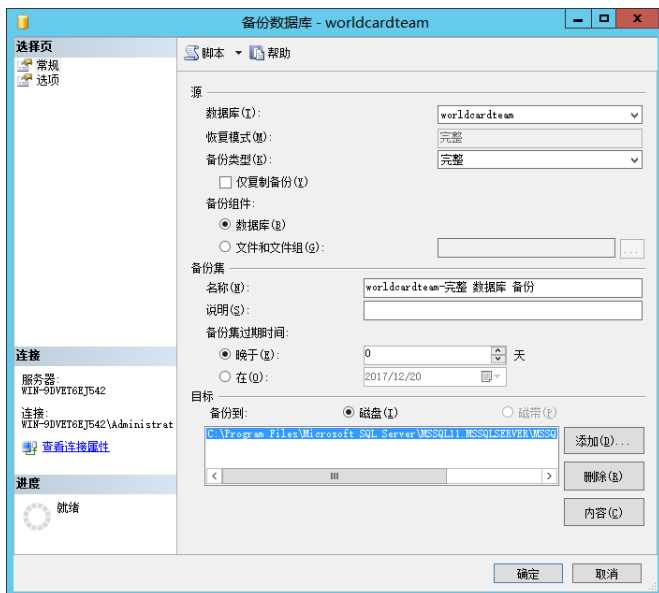 备份数据库 - worldcardteam
选择页
常规
选项
脚本 帮助
源
数据库(T): worldcardteam
恢复模式(M): 完整
备份类型(K): 完整
仅复制备份(Y)
备份组件:
数据库(B)
文件和文件组(G): ...
备份集
名称(N): worldcardteam-完整 数据库 备份
说明(S):
备份集过期时间:
晚于(E): 0 天
在(O): 2017/12/20
目标
备份到: 磁盘(I) 磁带(P)
C:\Program Files\Microsoft SQL Server\MSSQL11.MSSQLSERVER\MSSQ
添加(D)...
删除(R)
内容(C)
连接
服务器:
WIN-9DVET6EJ542
连接:
WIN-9DVET6EJ542\Administrat
查看连接属性
进度
就绪
确定 取消